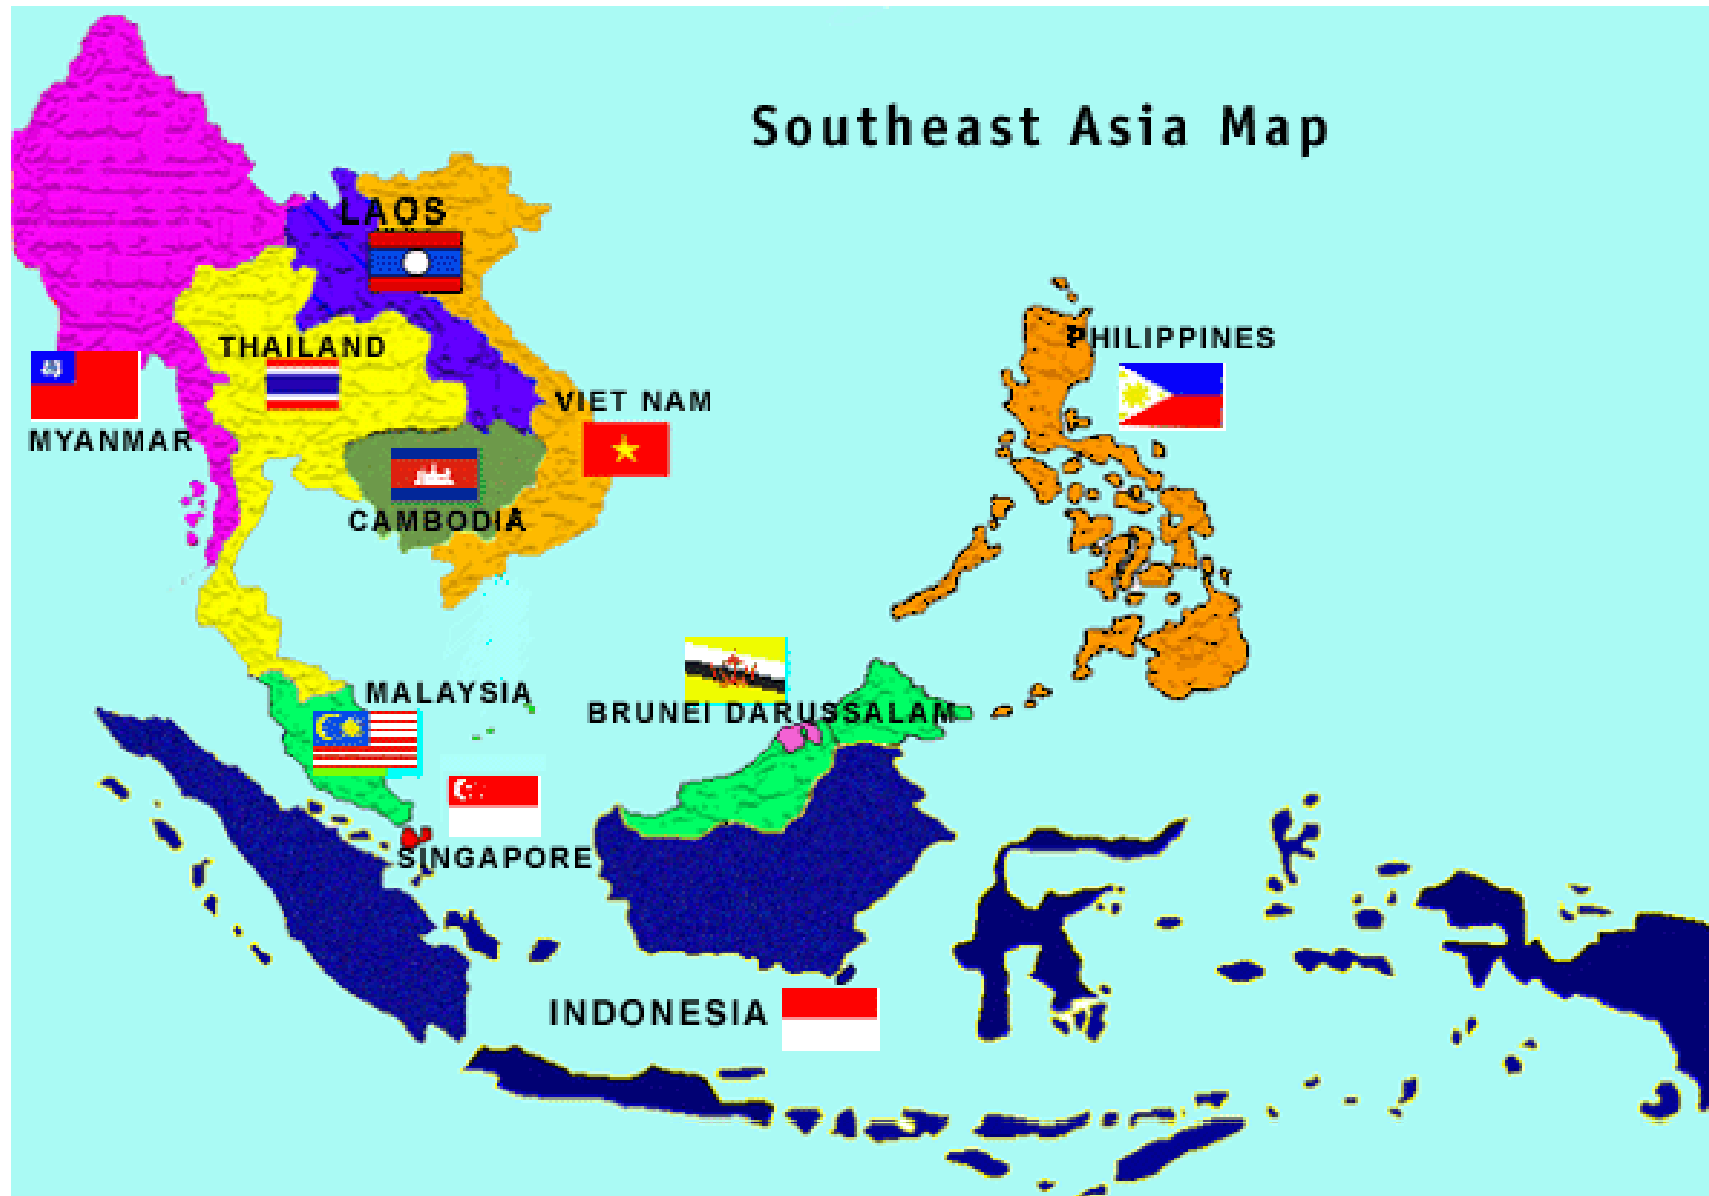 Southeast Asia Map
LAOS
THAILAND
PHILIPPINES
VIET NAM
MYANMAR
CAMBODIA
MALAYSIA
BRUNEI DARUSSALAM
SINGAPORE
INDONESIA